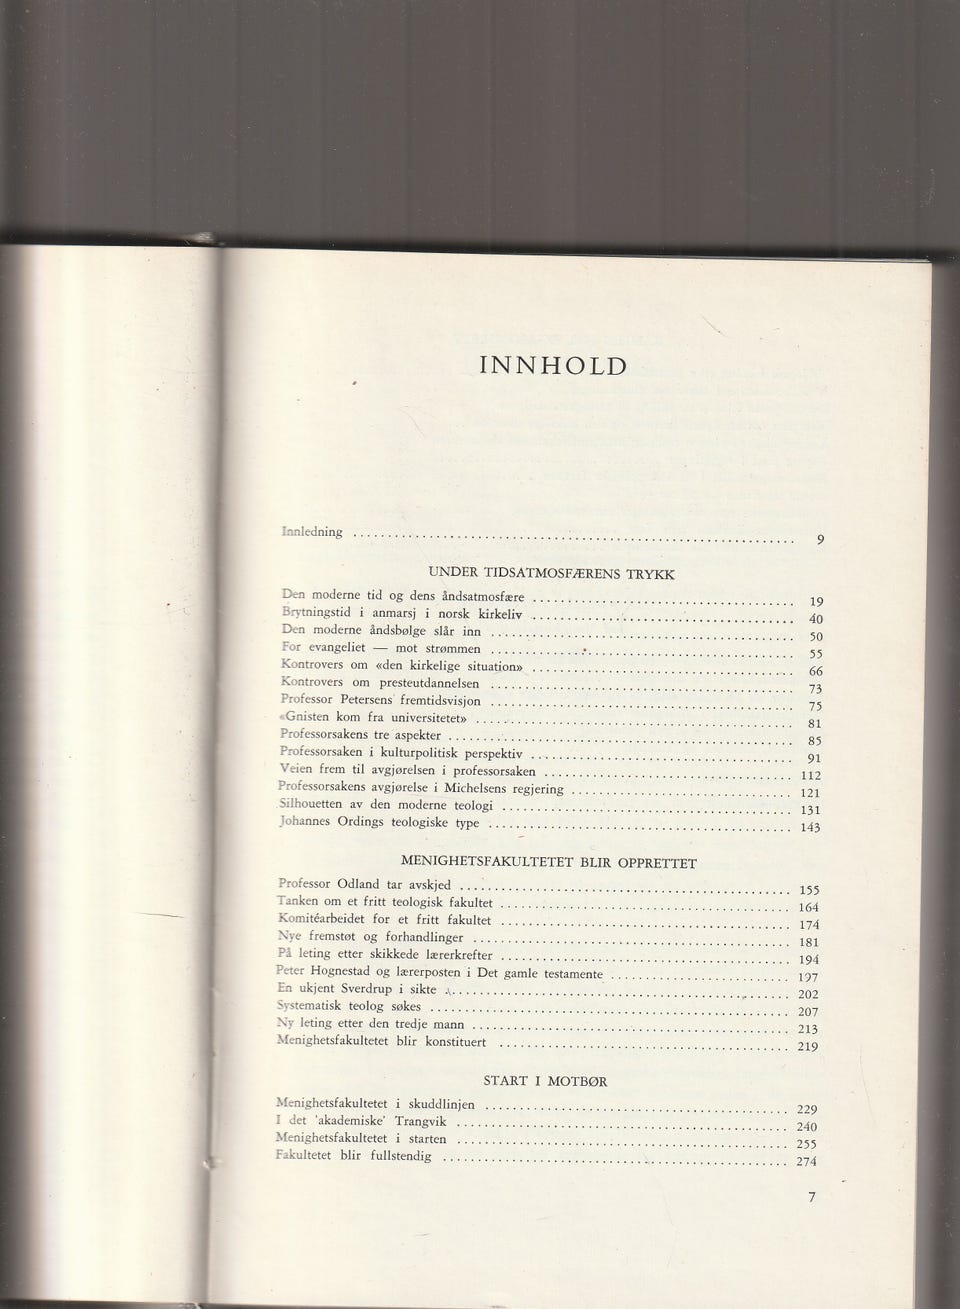 INNHOLD
Innledning 9
UNDER TIDSATMOSFÆRENS TRYKK
Den moderne tid og dens åndsatmosfære 19
Brytningstid i anmarsj i norsk kirkeliv 40
Den moderne åndsbølge slår inn 50
For evangeliet — mot strømmen 55
Kontrovers om «den kirkelige situation» 66
Kontrovers om presteutdannelsen 73
Professor Petersens fremtidsvisjon 75
«Gnisten kom fra universitetet» 81
Professorsakens tre aspekter 85
Professorsaken i kulturpolitisk perspektiv 91
Veien frem til avgjørelsen i professorsaken 112
Professorsakens avgjørelse i Michelsens regjering 121
Silhouetten av den moderne teologi 131
Johannes Ordings teologiske type 143
MENIGHETSFAKULTETET BLIR OPPRETTET
Professor Odland tar avskjed 155
Tanken om et fritt teologisk fakultet 164
Komitéarbeidet for et fritt fakultet 174
Nye fremstøt og forhandlinger 181
På leting etter skikkede lærerkrefter 194
Peter Hognestad og lærerposten i Det gamle testamente 197
En ukjent Sverdrup i sikte 202
Systematisk teolog søkes 207
Ny leting etter den tredje mann 213
Menighetsfakultetet blir konstituert 219
START I MOTBØR
Menighetsfakultetet i skuddlinjen 229
I det 'akademiske' Trangvik 240
Menighetsfakultetet i starten 255
Fakultetet blir fullstendig 274
7